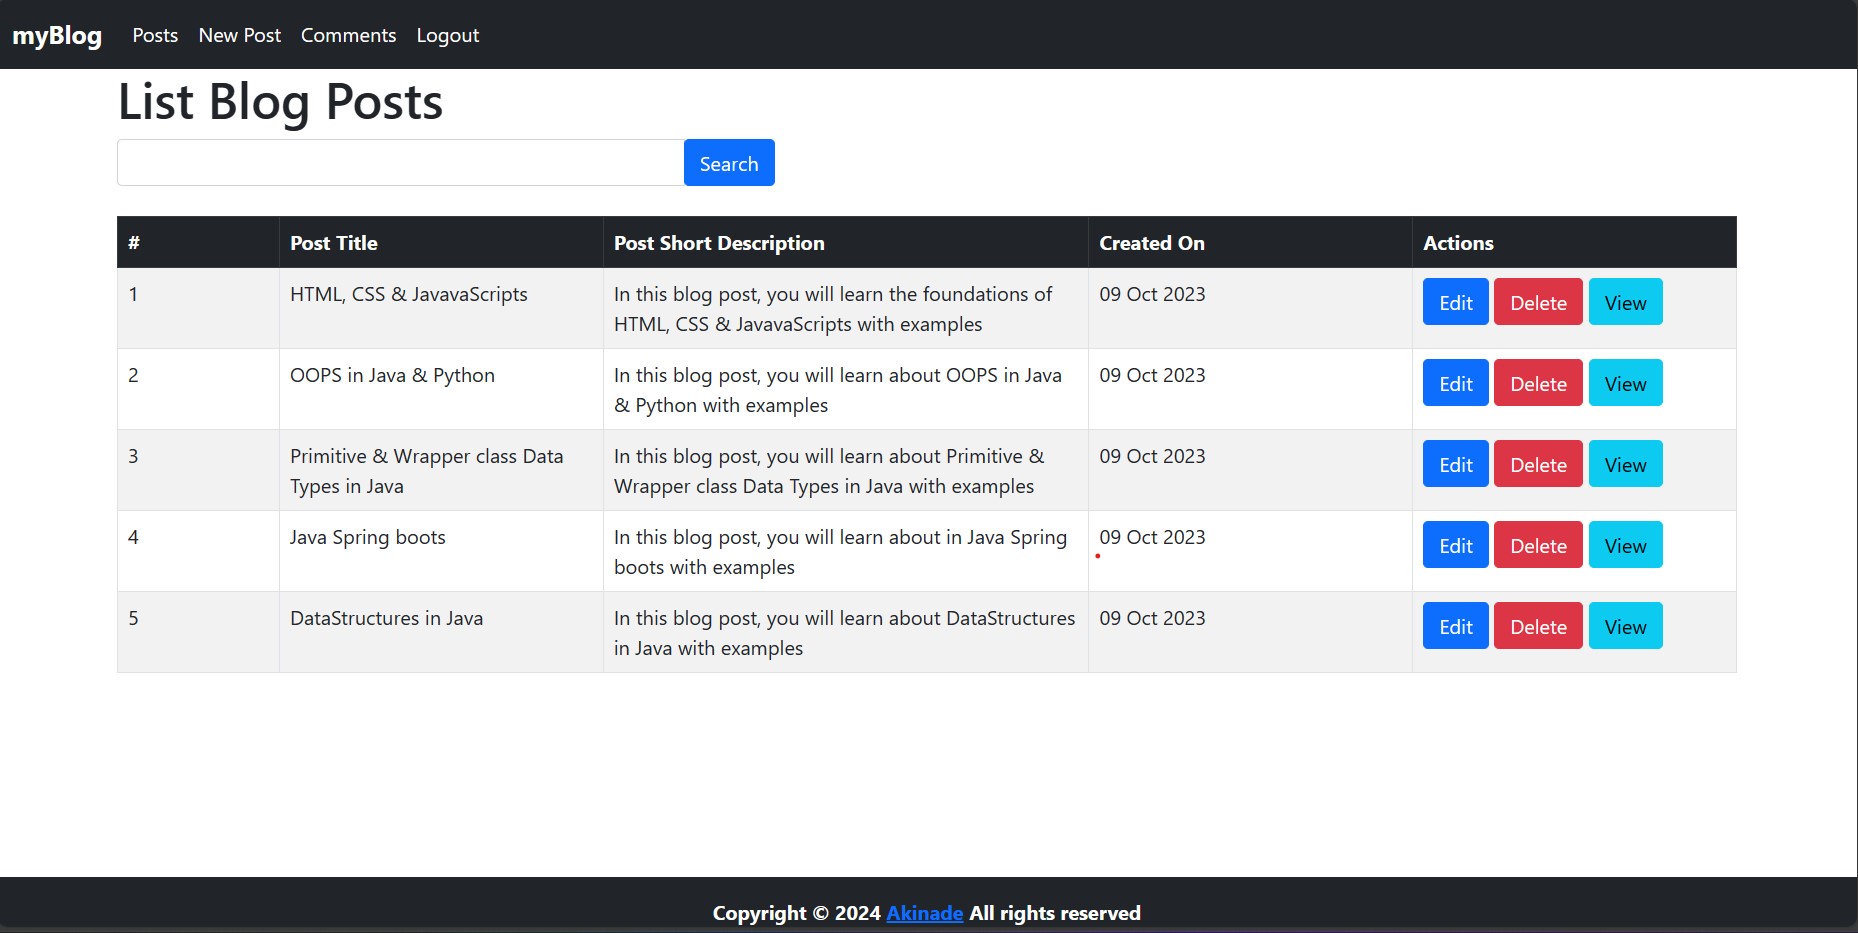 myBlog Posts New Post Comments Logout
List Blog Posts
Search
# Post Title Post Short Description Created On Actions
1 HTML, CSS & JavavaScripts In this blog post, you will learn the foundations of 09 Oct 2023 Edit Delete View
HTML, CSS & JavavaScripts with examples
2 OOPS in Java & Python In this blog post, you will learn about OOPS in Java 09 Oct 2023 Edit Delete View
& Python with examples
3 Primitive & Wrapper class Data In this blog post, you will learn about Primitive & 09 Oct 2023 Edit Delete View
Types in Java Wrapper class Data Types in Java with examples
4 Java Spring boots In this blog post, you will learn about in Java Spring 09 Oct 2023 Edit Delete View
boots with examples
5 DataStructures in Java In this blog post, you will learn about DataStructures 09 Oct 2023 Edit Delete View
in Java with examples
Copyright © 2024 Akinade All rights reserved